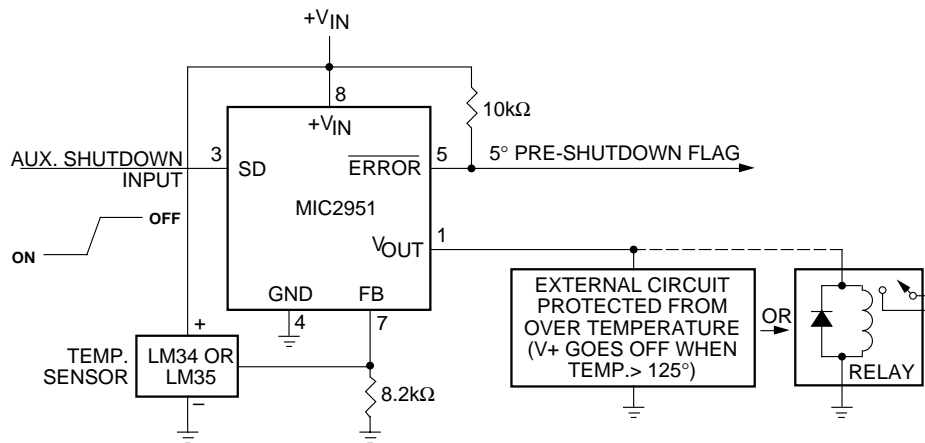 +VIN
8
+VIN
10kΩ
AUX. SHUTDOWN
INPUT
3
SD
ERROR
5
5° PRE-SHUTDOWN FLAG
MIC2951
OFF
ON
VOUT
1
GND
FB
4
7
EXTERNAL CIRCUIT
PROTECTED FROM
OVER TEMPERATURE
(V+ GOES OFF WHEN
TEMP.> 125°)
OR
RELAY
TEMP.
SENSOR
+
LM34 OR
LM35
–
8.2kΩ